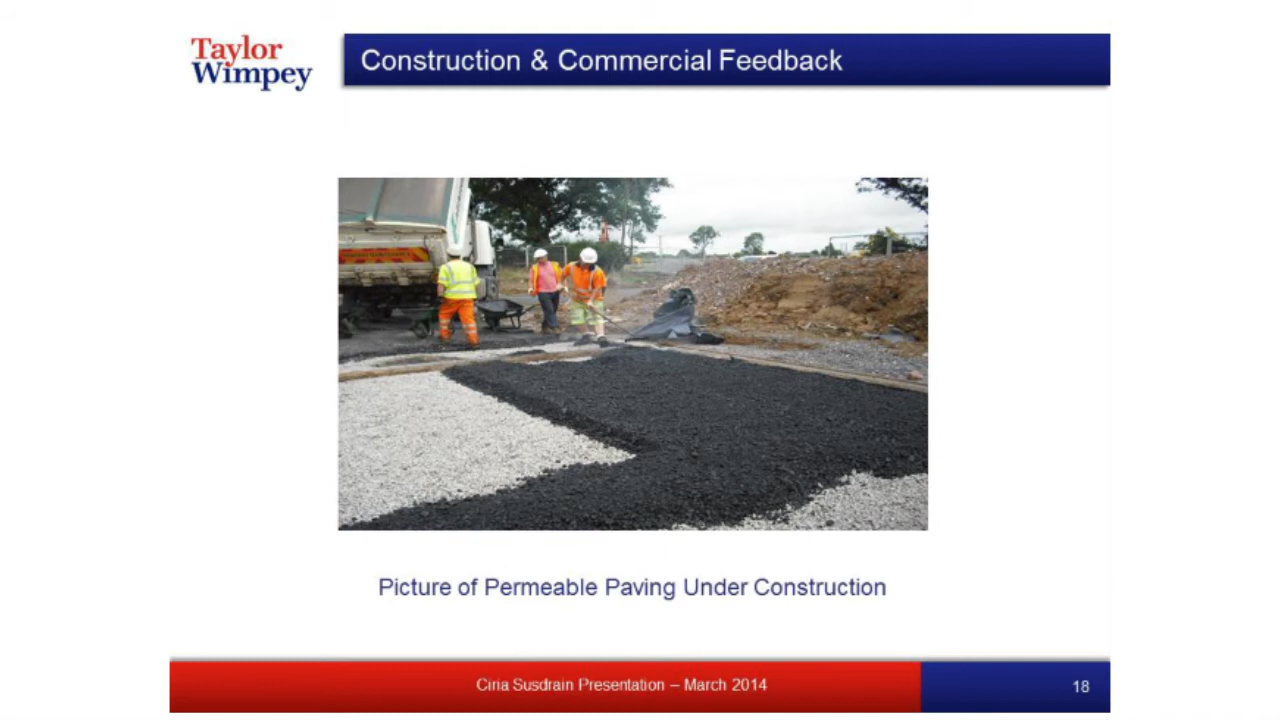 Taylor
Wimpey
Construction & Commercial Feedback
Picture of Permeable Paving Under Construction
Ciria Susdrain Presentation – March 2014
18